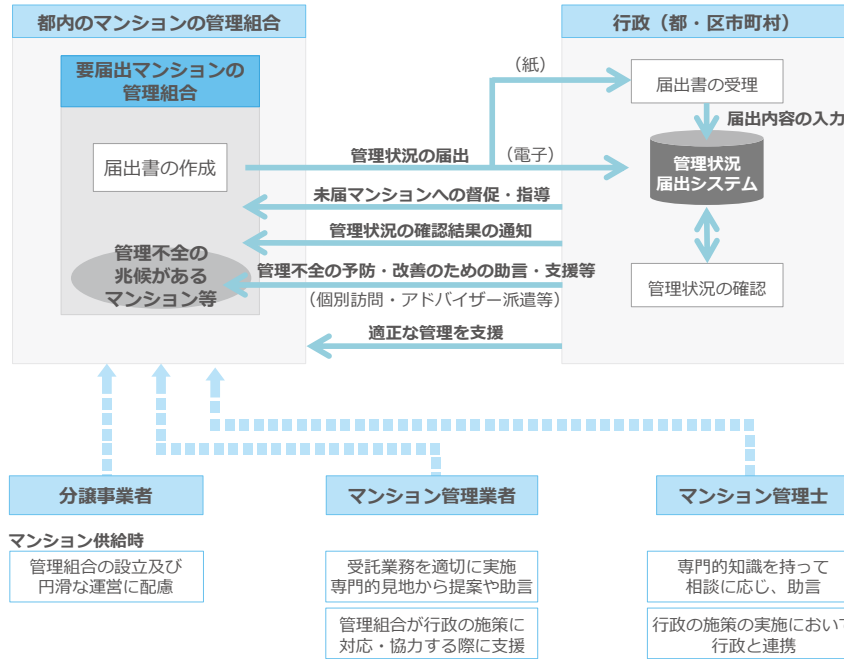 都内のマンションの管理組合
行政（都・区市町村）
要届出マンションの
管理組合
（紙）
届出書の受理
届出内容の入力
届出書の作成
管理状況の届出
（電子）
管理状況
届出システム
未届マンションへの督促・指導
管理状況の確認結果の通知
管理不全の
兆候がある
マンション等
管理不全の予防・改善のための助言・支援等
（個別訪問・アドバイザー派遣等）
管理状況の確認
適正な管理を支援
分譲事業者
マンション管理業者
マンション管理士
マンション供給時
管理組合の設立及び
円滑な運営に配慮
受託業務を適切に実施
専門的見地から提案や助言
管理組合が行政の施策に
対応・協力する際に支援
専門的知識を持って
相談に応じ、助言
行政の施策の実施において
行政と連携